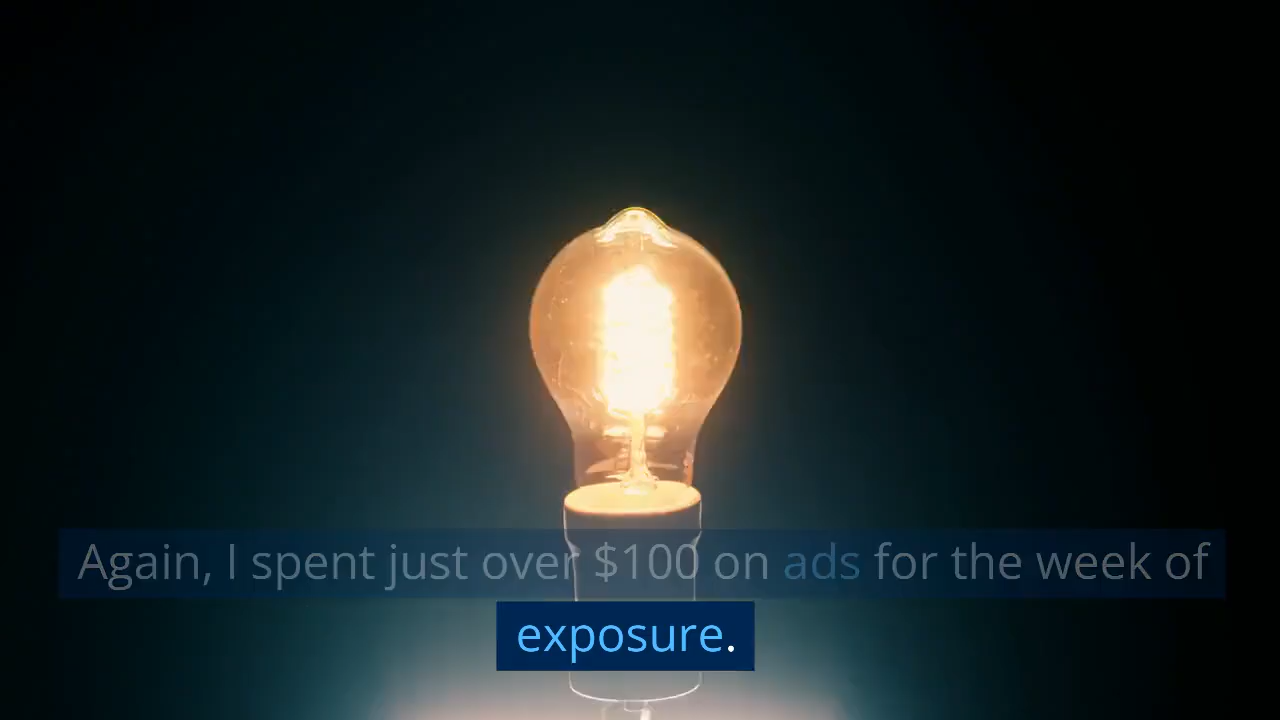 Again, I spent just over $100 on ads for the week of
exposure.